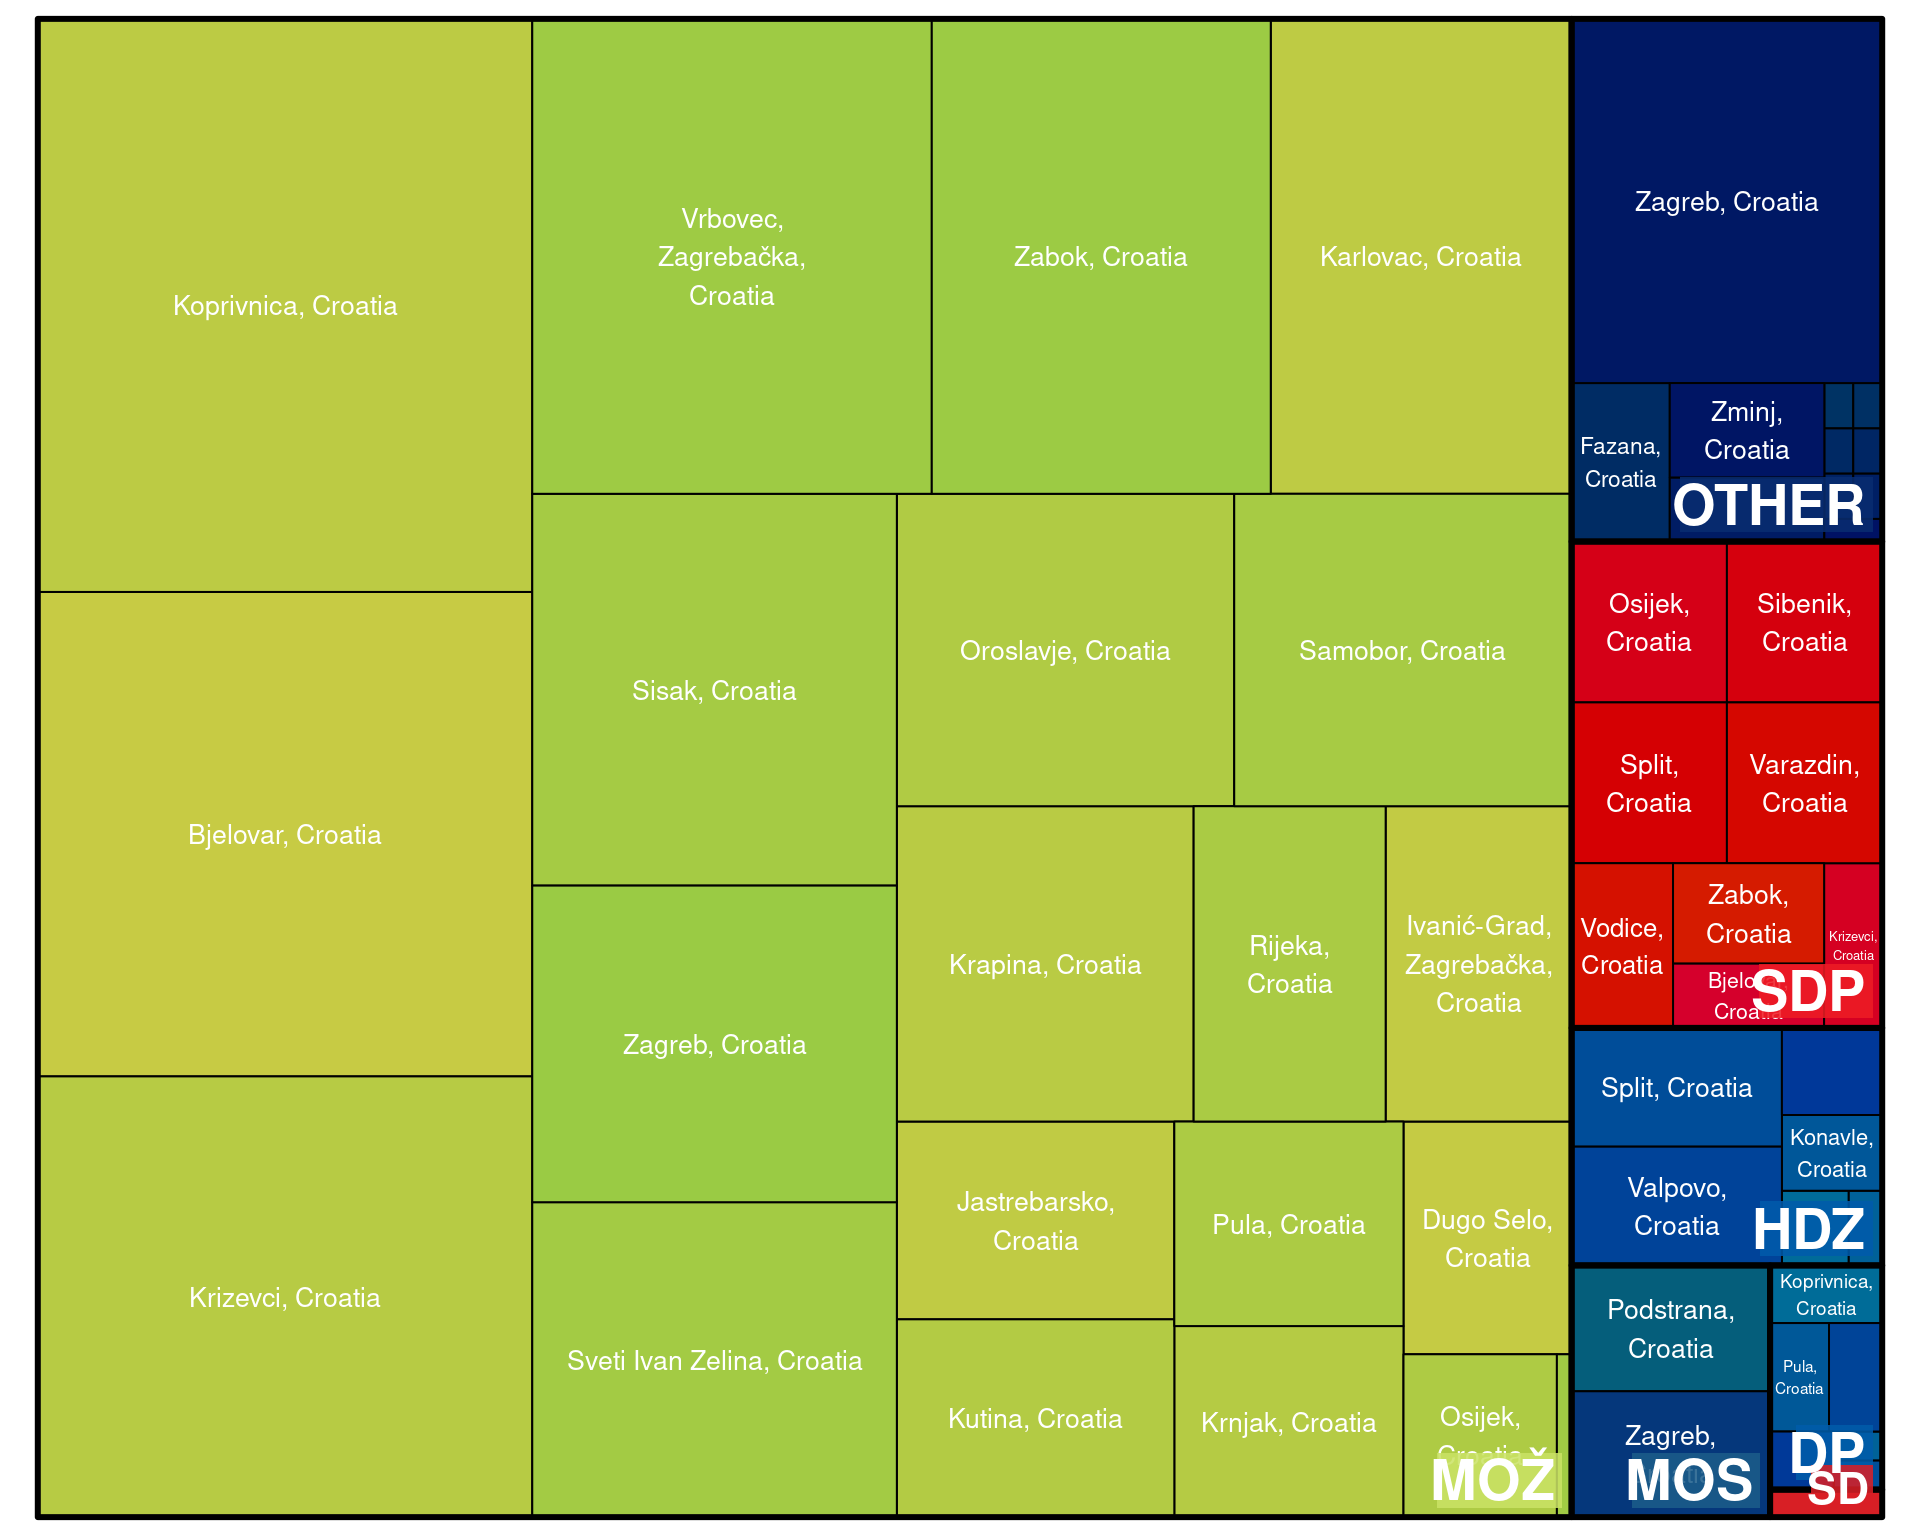 Koprivnica, Croatia
Bjelovar, Croatia
Krizevci, Croatia
Vrbovec,
Zagrebačka,
Croatia
Zabok, Croatia
Karlovac, Croatia
Sisak, Croatia
Oroslavje, Croatia
Samobor, Croatia
Zagreb, Croatia
Krapina, Croatia
Rijeka,
Croatia
Ivanić-Grad,
Zagrebačka,
Croatia
Sveti Ivan Zelina, Croatia
Jastrebarsko,
Croatia
Pula, Croatia
Dugo Selo,
Croatia
Kutina, Croatia
Krnjak, Croatia
Osijek,
Croatia
MOŽ
Zagreb, Croatia
Fazana,
Croatia
Zminj,
Croatia
OTHER
Osijek,
Croatia
Sibenik,
Croatia
Split,
Croatia
Varazdin,
Croatia
Vodice,
Croatia
Zabok,
Croatia
Krizevci,
Croatia
Croatia
SDP
Split, Croatia
Konavle,
Croatia
Valpovo,
Croatia
HDZ
Podstrana,
Croatia
Zagreb,
MOS
Koprivnica,
Croatia
Pula,
Croatia
DP
SD